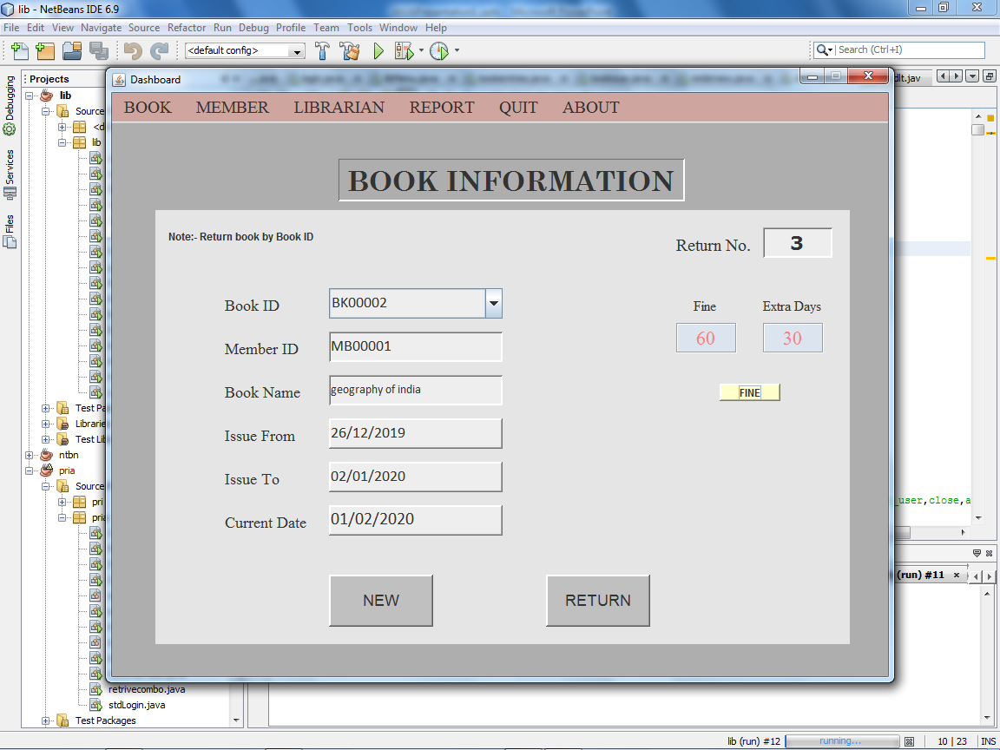 lib - NetBeans IDE 6.9
File Edit View Navigate Source Refactor Run Debug Profile Team Tools Window Help
<default config>
Search (Ctrl+I)
Debugging
Services
Files
Projects
lib
Source
<d
lib
Test Pa
Librarie
Test Lib
ntbn
pria
Source
pri
pria
retrivecombo.java
stdLogin.java
Test Packages
Dashboard
BOOK MEMBER LIBRARIAN REPORT QUIT ABOUT
BOOK INFORMATION
Note:- Return book by Book ID
Return No. 3
Book ID BK00002
Member ID MB00001
Book Name geography of india
Issue From 26/12/2019
Issue To 02/01/2020
Current Date 01/02/2020
Fine Extra Days
60 30
FINE
NEW RETURN
dlt.jav
_user,close,a
(run) #11
lib (run) #12 running... 10 | 23 INS